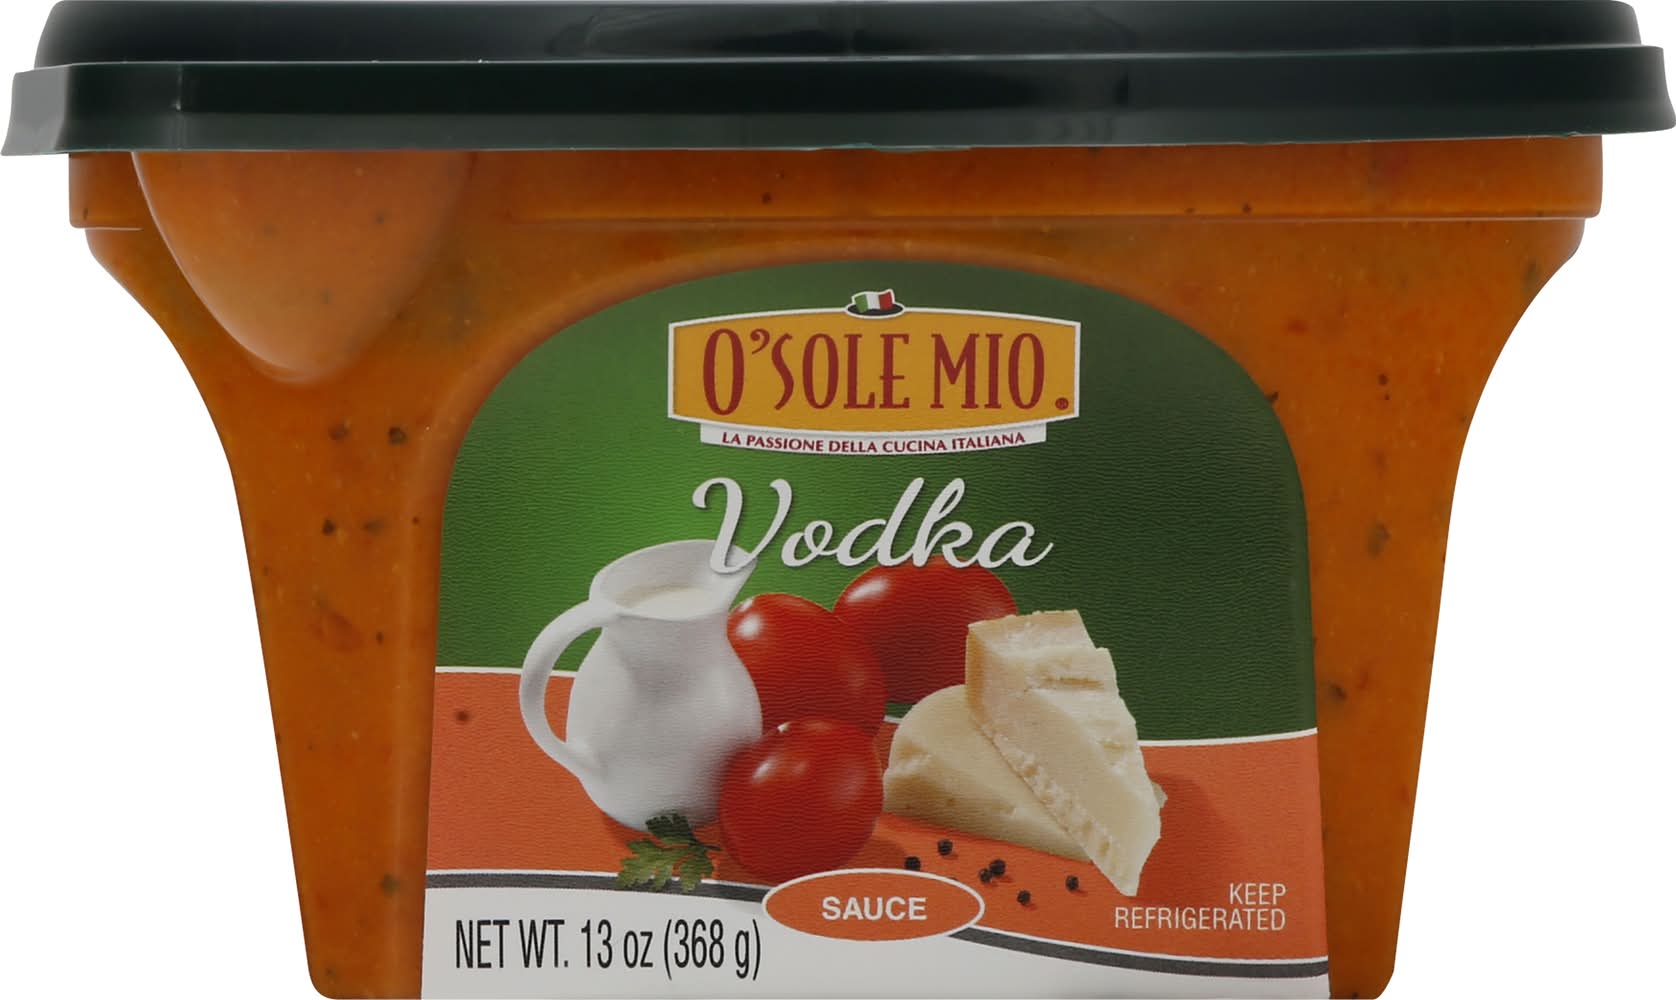 O'SOLE MIO®
LA PASSIONE DELLA CUCINA ITALIANA
Vodka
SAUCE
KEEP
REFRIGERATED
NET WT. 13 oz (368 g)